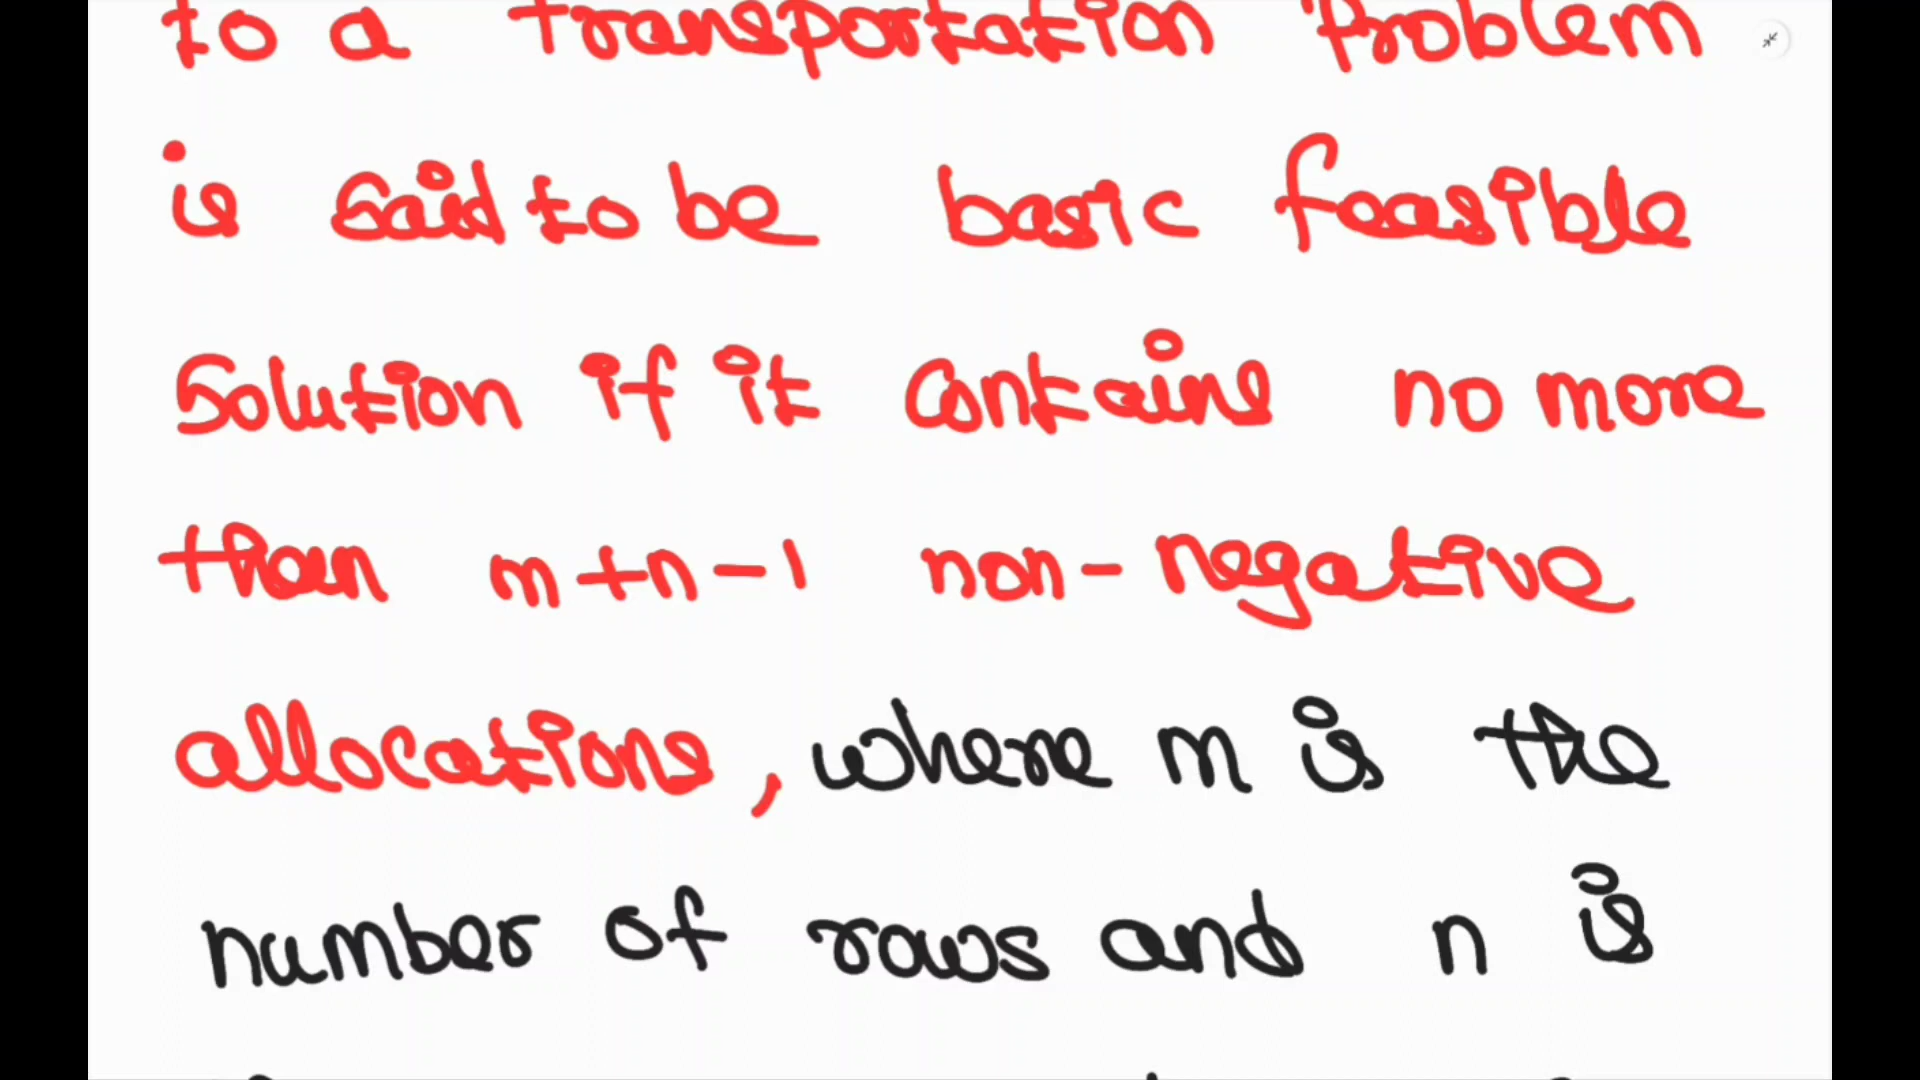 to a transportation Problem
is said to be basic feasible
Solution if it contains no more
than m+n-1 non-negative
allocations, where m is the
number of rows and n is